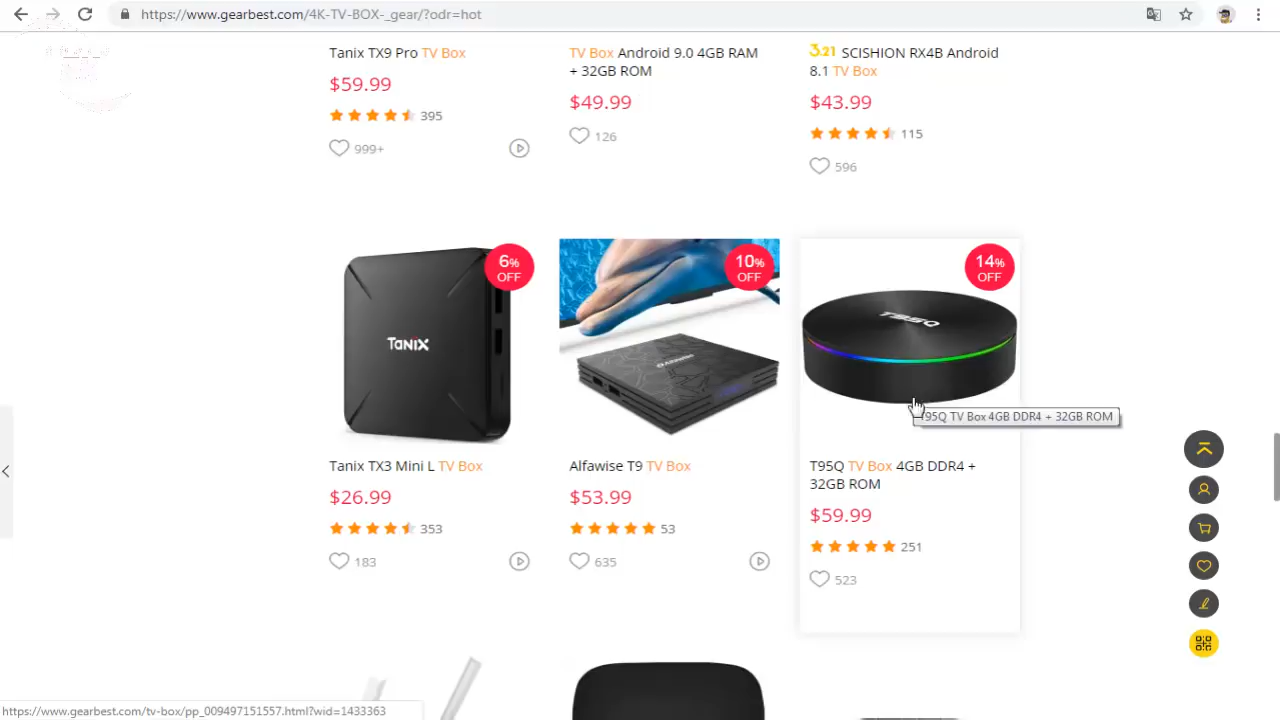 https://www.gearbest.com/4K-TV-BOX-_gear/?odr=hot
Tanix TX9 Pro TV Box
$59.99
395
999+
TV Box Android 9.0 4GB RAM
+ 32GB ROM
$49.99
126
3.21 SCISHION RX4B Android
8.1 TV Box
$43.99
115
596
6% OFF
TANIX
Tanix TX3 Mini L TV Box
$26.99
353
183
10% OFF
Alfawise T9 TV Box
$53.99
53
635
14% OFF
T95Q
T95Q TV Box 4GB DDR4 + 32GB ROM
T95Q TV Box 4GB DDR4 +
32GB ROM
$59.99
251
523
https://www.gearbest.com/tv-box/pp_009497151557.html?wid=1433363